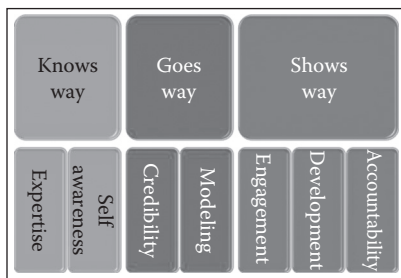 Knows
way
Goes
way
Shows
way
Expertise
Self
awareness
Credibility
Modeling
Engagement
Development
Accountability